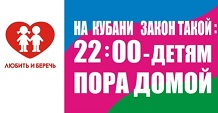 ЛЮБИТЬ И БЕРЕЧЬ
НА КУБАНИ ЗАКОН ТАКОЙ:
22:00-ДЕТЯМ
ПОРА ДОМОЙ